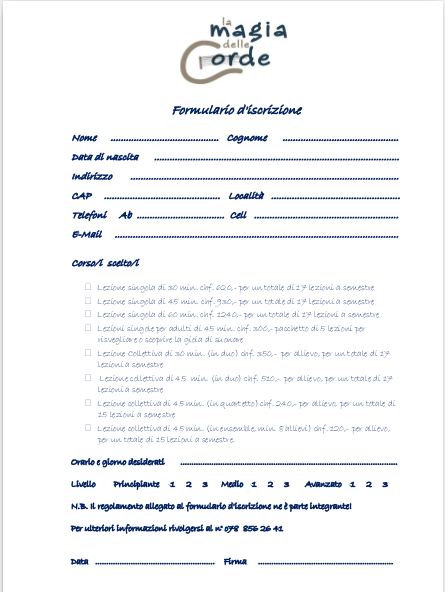 la
magia
delle
Corde
Formulario d'iscrizione
Nome ........................................ Cognome ...........................................
Data di nascita ..........................................................................................
Indirizzo ...................................................................................................
CAP ........................................... Località ...............................................
Telefoni Ab ................................. Cell .....................................................
E-Mail ........................................................................................................
Corso/i scelto/i
☐ Lezione singola di 30 min. chf. 620,- per un totale di 17 lezioni a semestre
☐ Lezione singola di 45 min. chf. 930,- per un totale di 17 lezioni a semestre
☐ Lezione singola di 60 min. chf. 1240,- per un totale di 17 lezioni a semestre
☐ Lezioni singole per adulti di 45 min. chf. 300,- pacchetto di 5 lezioni per
risvegliare o scoprire la gioia di suonare
☐ Lezione Collettiva di 30 min. (in duo) chf. 350,- per allievo, per un totale di 17
lezioni a semestre
☐ Lezione collettiva di 45 min. (in duo) chf. 510,- per allievo, per un totale di 17
lezioni a semestre
☐ Lezione collettiva di 45 min. (in quartetto) chf. 240,- per allievo, per un totale di
15 lezioni a semestre
☐ Lezione collettiva di 45 min. (in ensemble, min. 8 allievi) chf. 120,- per allievo,
per un totale di 15 lezioni a semestre.
Orario e giorno desiderati ................................................................................
Livello Principiante 1 2 3 Medio 1 2 3 Avanzato 1 2 3
N.B. Il regolamento allegato al formulario d'iscrizione ne è parte integrante!
Per ulteriori informazioni rivolgersi al n° 078 856 26 41
Data ............................................. Firma ...................................................